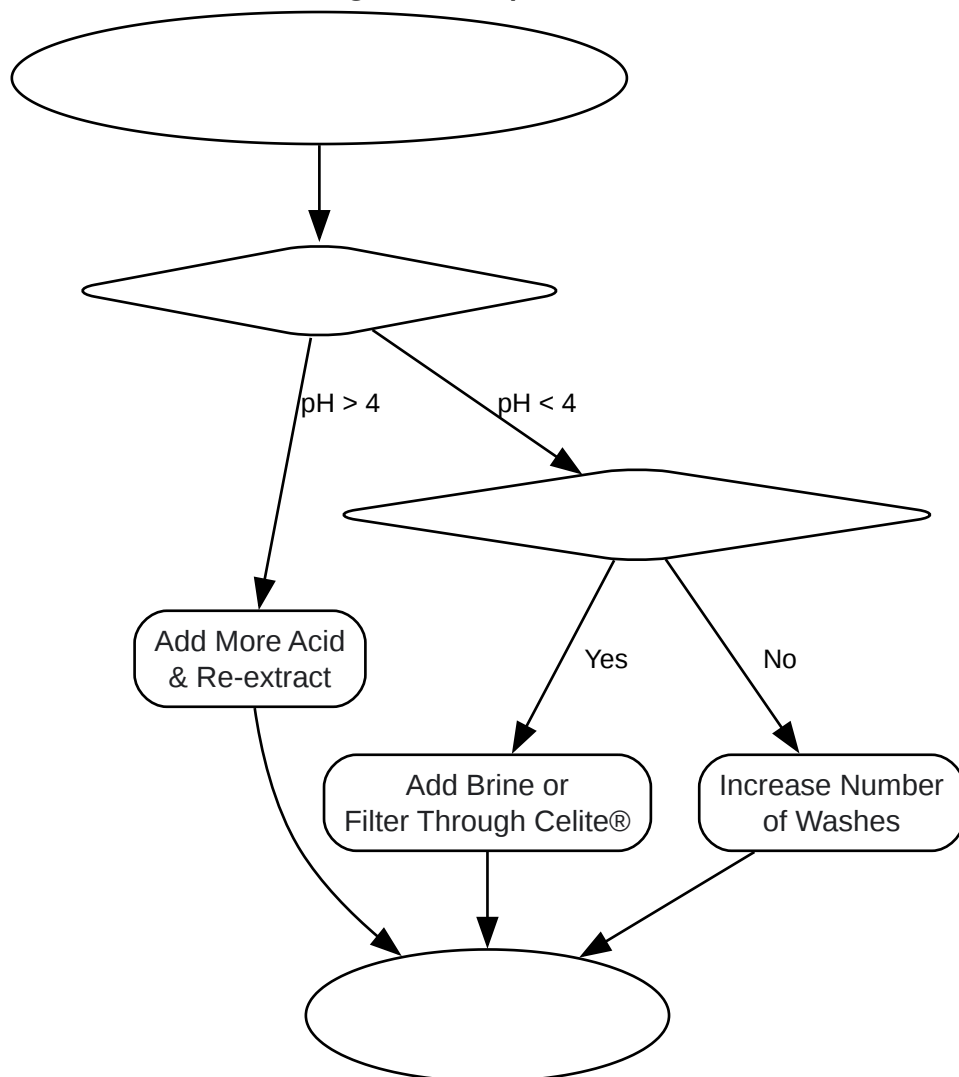 pH > 4
pH < 4
Add More Acid
& Re-extract
Yes
No
Add Brine or
Filter Through Celite®
Increase Number
of Washes